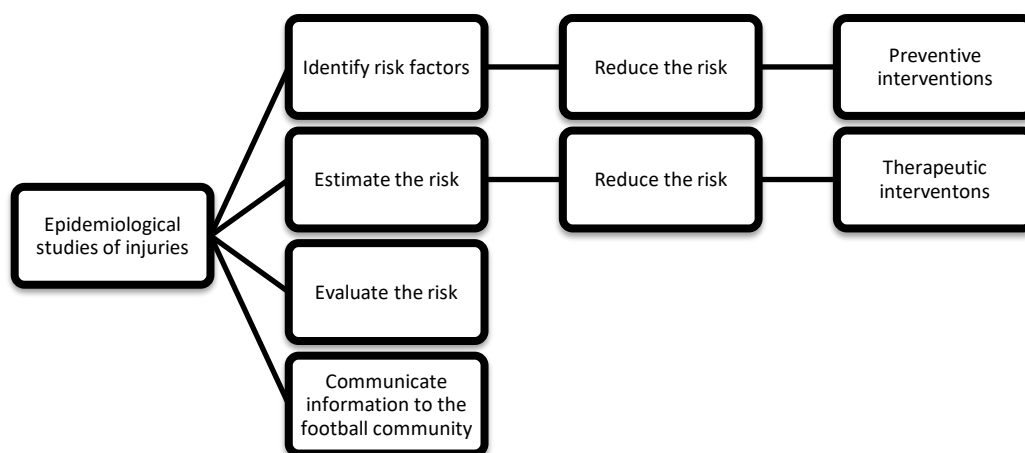 Identify risk factors
Reduce the risk
Preventive
interventions
Estimate the risk
Reduce the risk
Therapeutic
interventons
Epidemiological
studies of injuries
Evaluate the risk
Communicate
information to the
football community